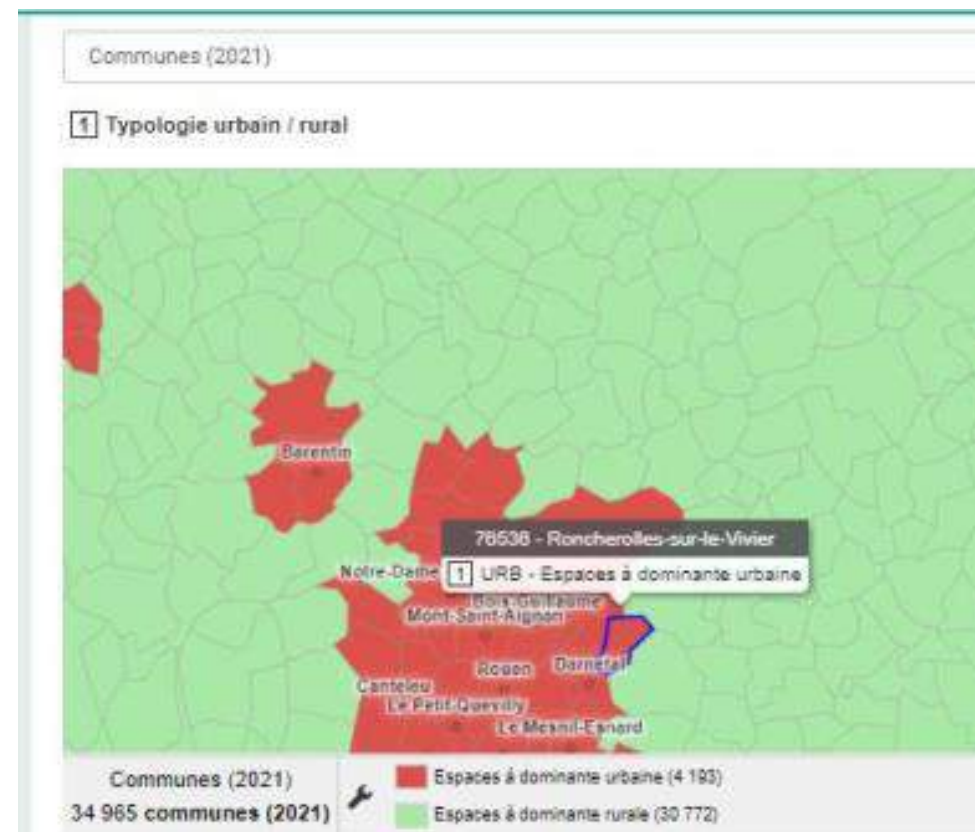 Communes (2021)
1 Typologie urbain / rural
Barentin
76536 - Roncherolles-sur-le-Vivier
1 URB - Espaces à dominante urbaine
Notre-Dame
Bois-Guillaume
Mont-Saint-Aignan
Rouen
Darnétal
Canteleu
Le Petit-Quevilly
Le Mesnil-Esnard
Communes (2021)
34 965 communes (2021)
Espaces à dominante urbaine (4 193)
Espaces à dominante rurale (30 772)